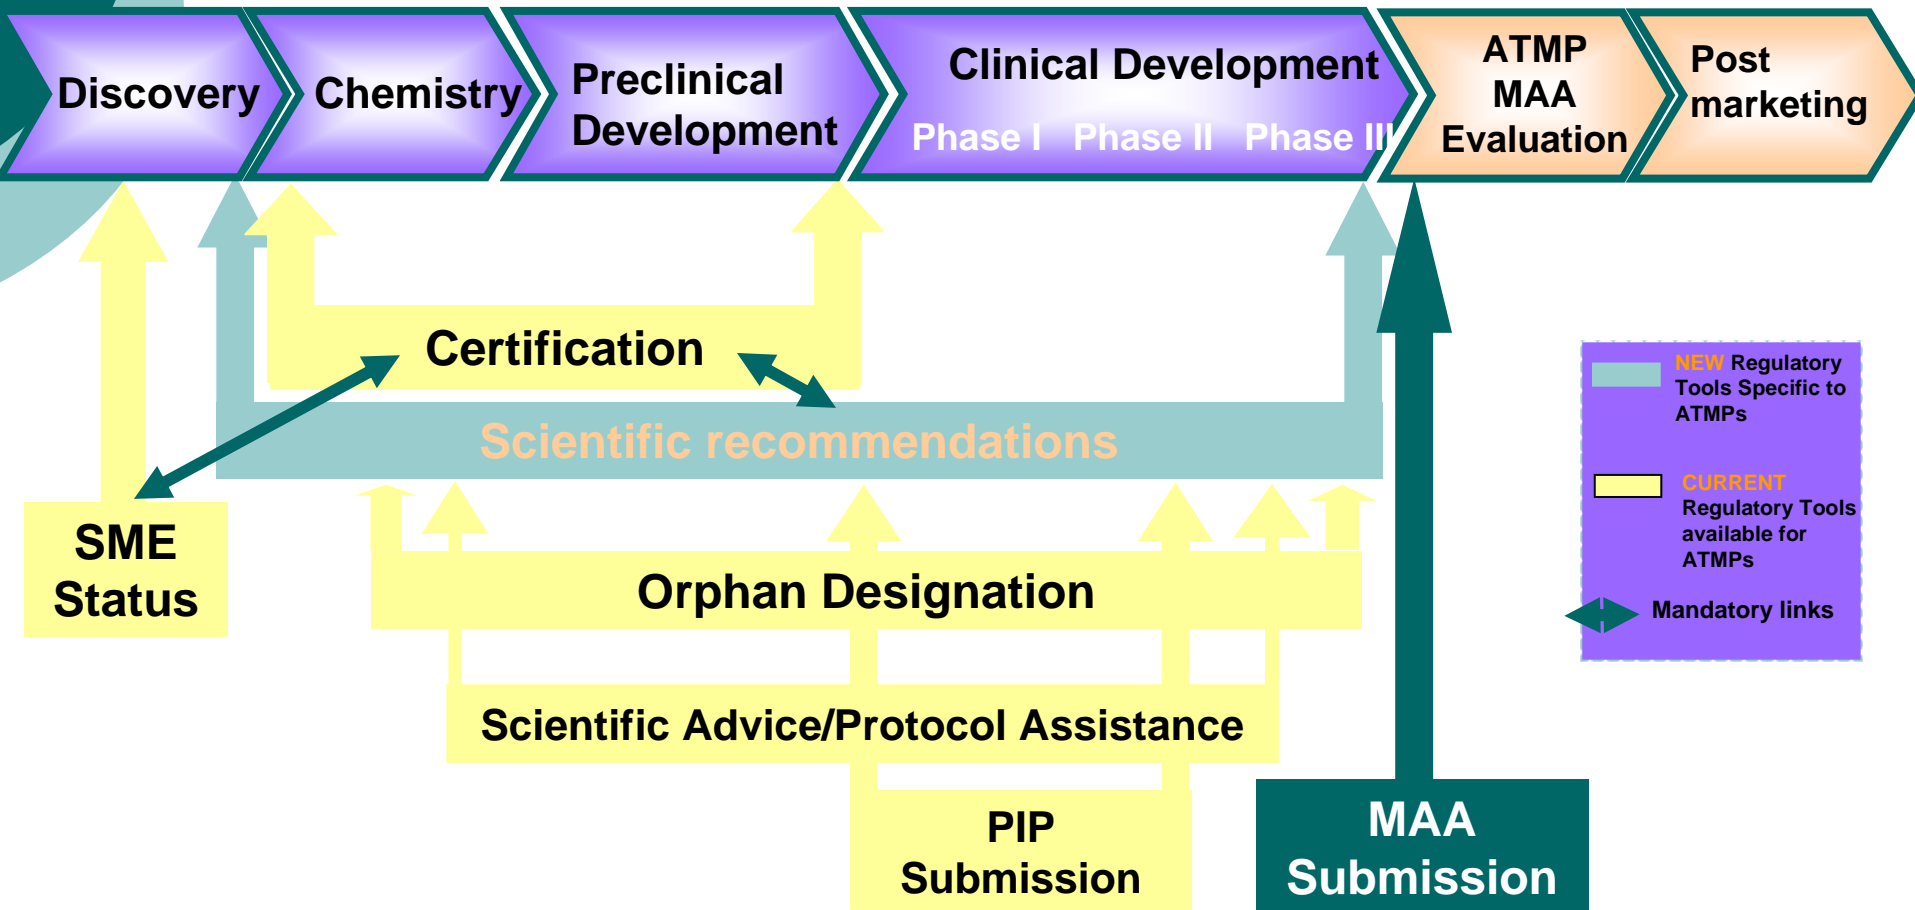 Discovery
Chemistry
Preclinical
Development
Clinical Development
Phase I Phase II Phase III
ATMP
MAA
Evaluation
Post
marketing
Certification
Scientific recommendations
SME
Status
Orphan Designation
Scientific Advice/Protocol Assistance
PIP
Submission
MAA
Submission
NEW Regulatory
Tools Specific to
ATMPs
CURRENT
Regulatory Tools
available for
ATMPs
Mandatory links